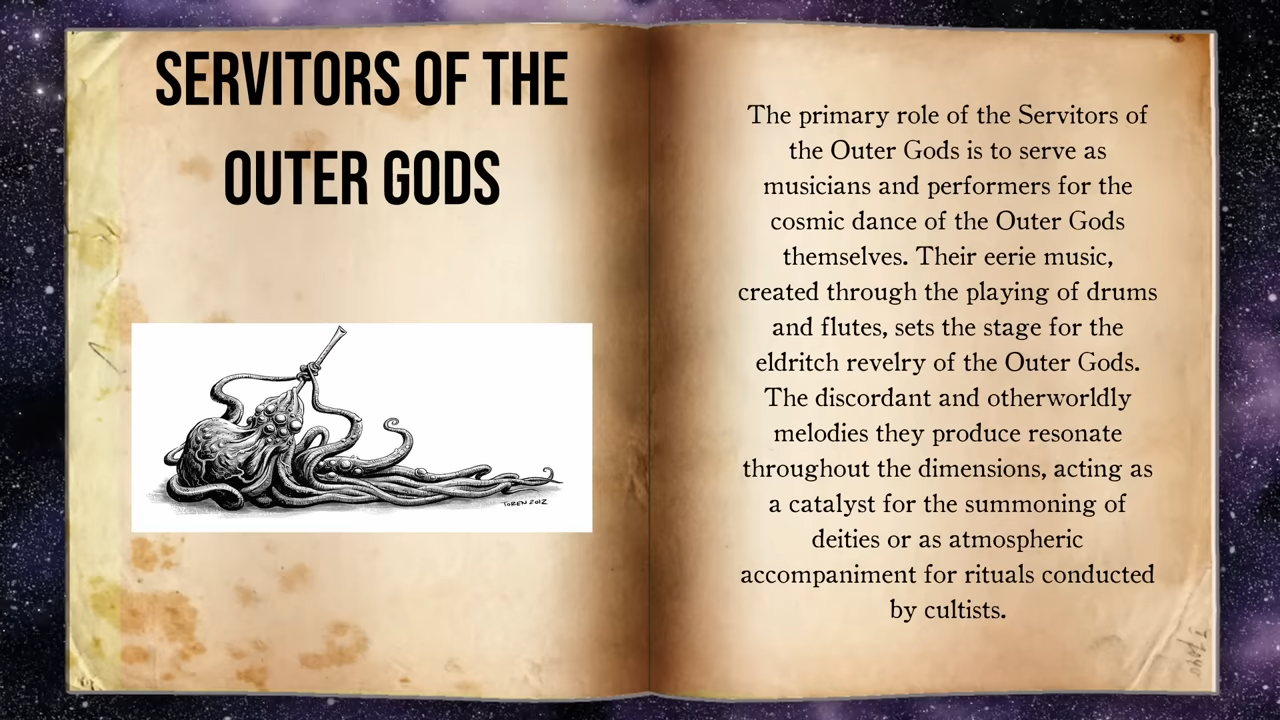 SERVITORS OF THE
OUTER GODS
TOREN 2012
The primary role of the Servitors of
the Outer Gods is to serve as
musicians and performers for the
cosmic dance of the Outer Gods
themselves. Their eerie music,
created through the playing of drums
and flutes, sets the stage for the
eldritch revelry of the Outer Gods.
The discordant and otherworldly
melodies they produce resonate
throughout the dimensions, acting as
a catalyst for the summoning of
deities or as atmospheric
accompaniment for rituals conducted
by cultists.